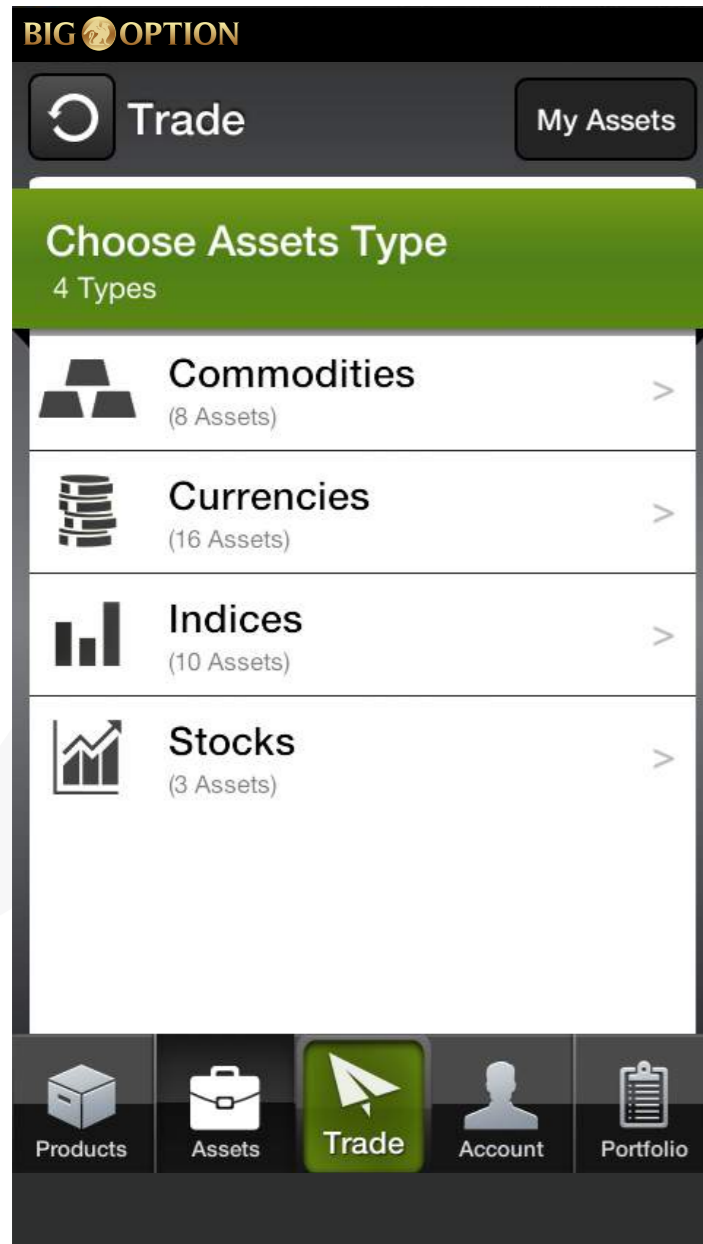 BIG OPTION
Trade
My Assets
Choose Assets Type
4 Types
Commodities
(8 Assets)
>
Currencies
(16 Assets)
>
Indices
(10 Assets)
>
Stocks
(3 Assets)
>
Products
Assets
Trade
Account
Portfolio